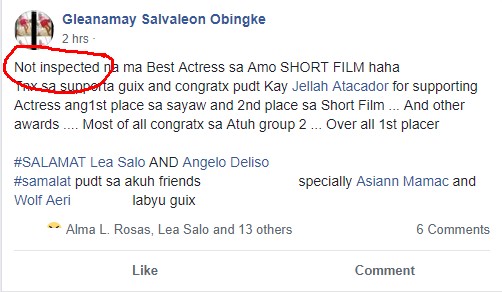 Gleanamay Salvaleon Obingke
2 hrs ·
Not inspected na ma Best Actress sa Amo SHORT FILM haha
Tnx sa supporta guix and congratx pudt Kay Jellah Atacador for supporting
Actress ang1st place sa sayaw and 2nd place sa Short Film ... And other
awards .... Most of all congratx sa Atuh group 2 ... Over all 1st placer
#SALAMAT Lea Salo AND Angelo Deliso
#samalat pudt sa akuh friends specially Asiann Mamac and
Wolf Aeri labyu guix
Alma L. Rosas, Lea Salo and 13 others 6 Comments
Like Comment